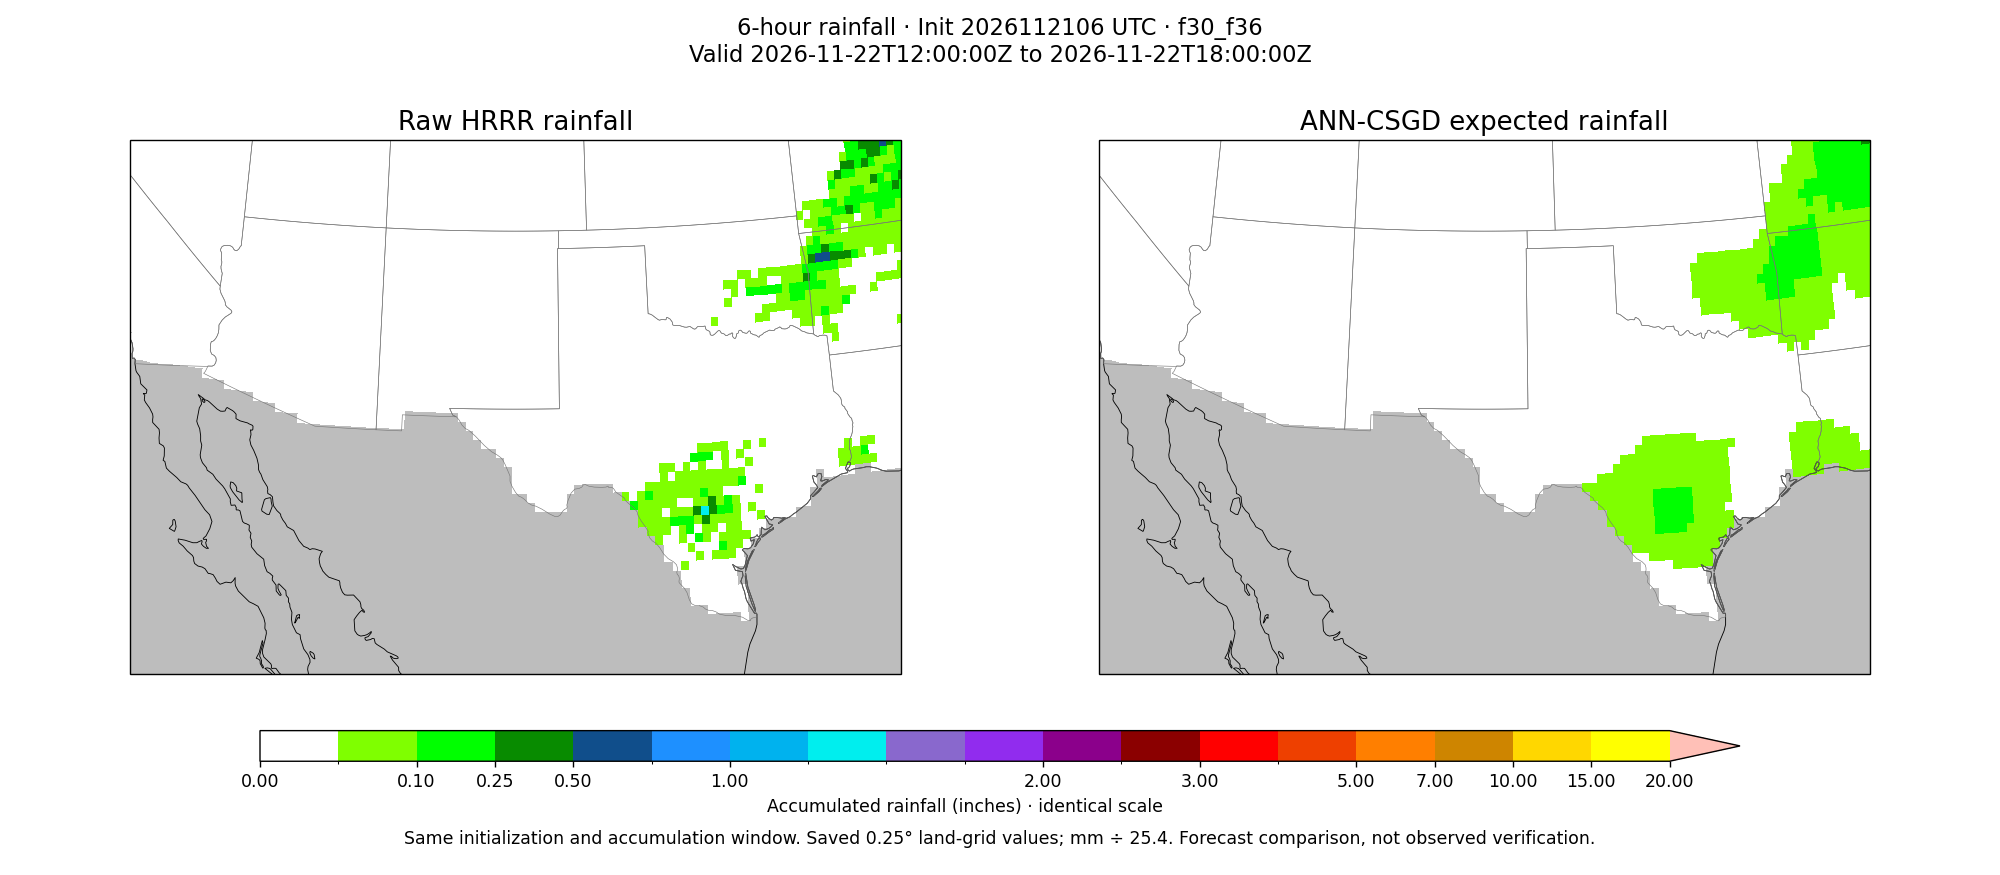 6-hour rainfall · Init 2026112106 UTC · f30_f36
Valid 2026-11-22T12:00:00Z to 2026-11-22T18:00:00Z
Raw HRRR rainfall
ANN-CSGD expected rainfall
0.00 0.10 0.25 0.50 1.00 2.00 3.00 5.00 7.00 10.00 15.00 20.00
Accumulated rainfall (inches) · identical scale
Same initialization and accumulation window. Saved 0.25° land-grid values; mm ÷ 25.4. Forecast comparison, not observed verification.